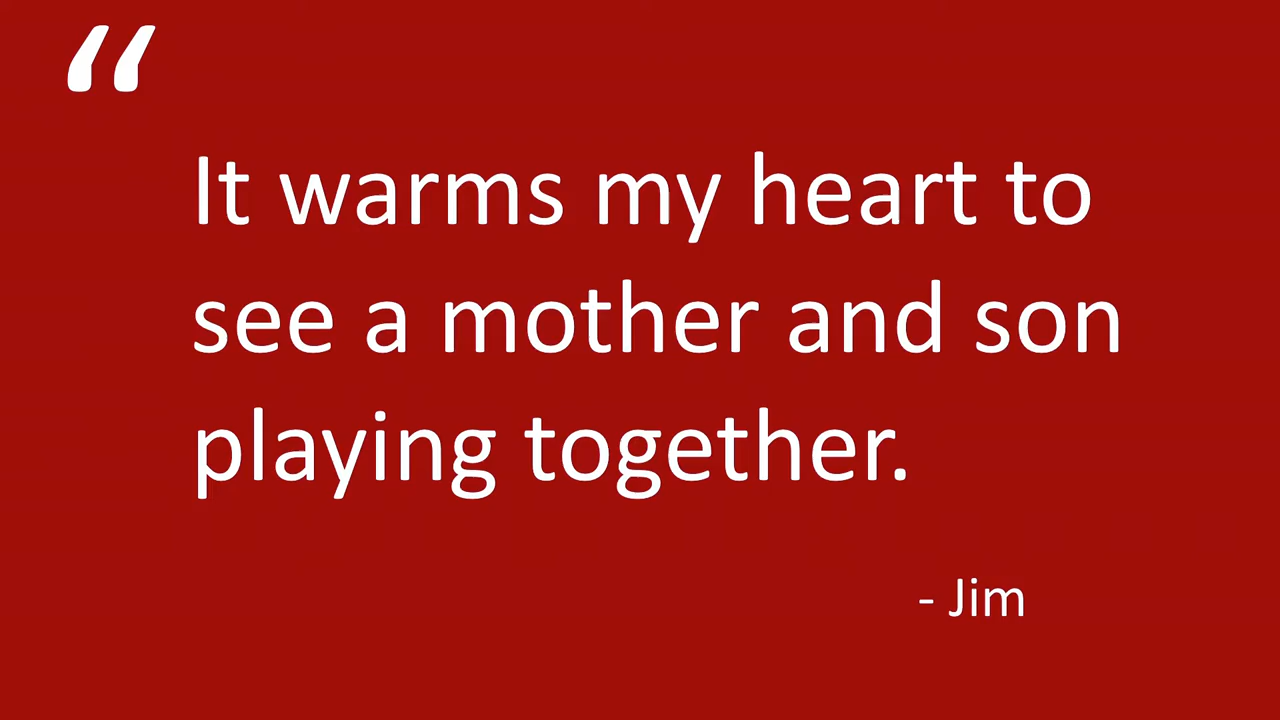 “
It warms my heart to
see a mother and son
playing together.
- Jim